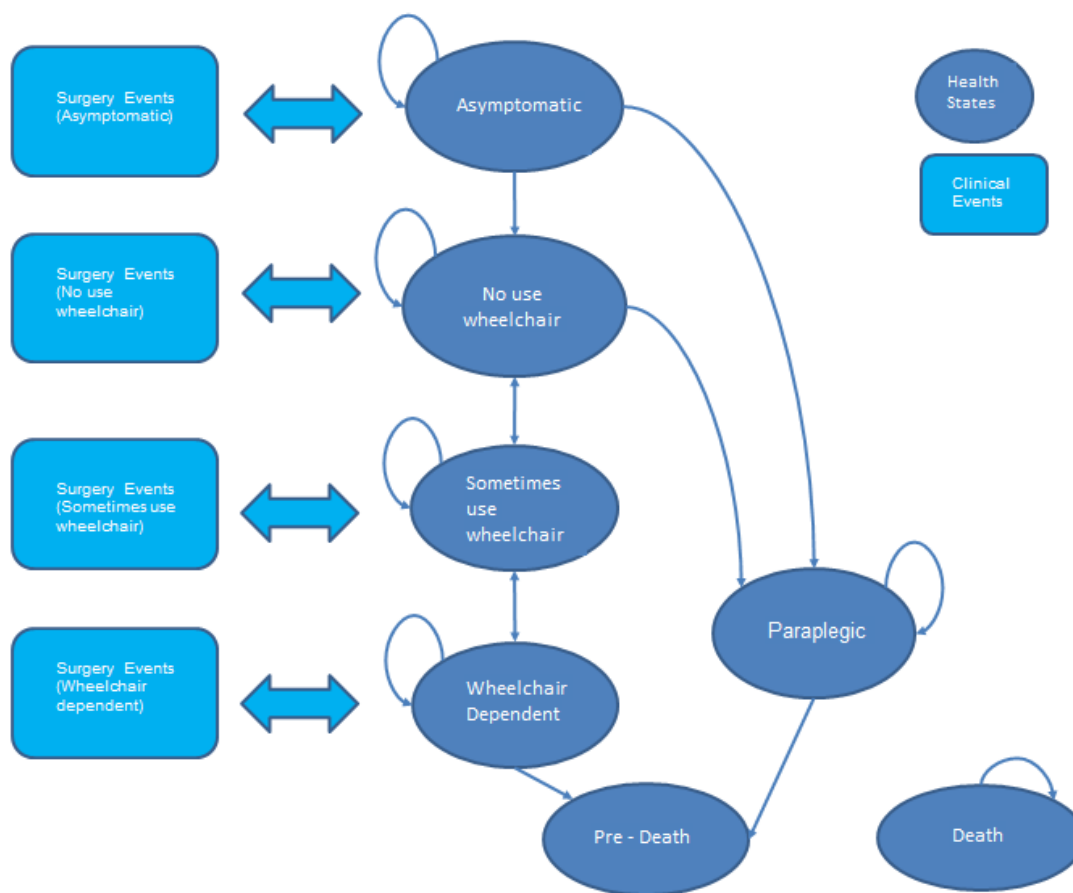 Surgery Events
(Asymptomatic)
Asymptomatic
Health
States
Clinical
Events
Surgery Events
(No use
wheelchair)
No use
wheelchair
Surgery Events
(Sometimes use
wheelchair)
Sometimes
use
wheelchair
Paraplegic
Surgery Events
(Wheelchair
dependent)
Wheelchair
Dependent
Pre - Death
Death